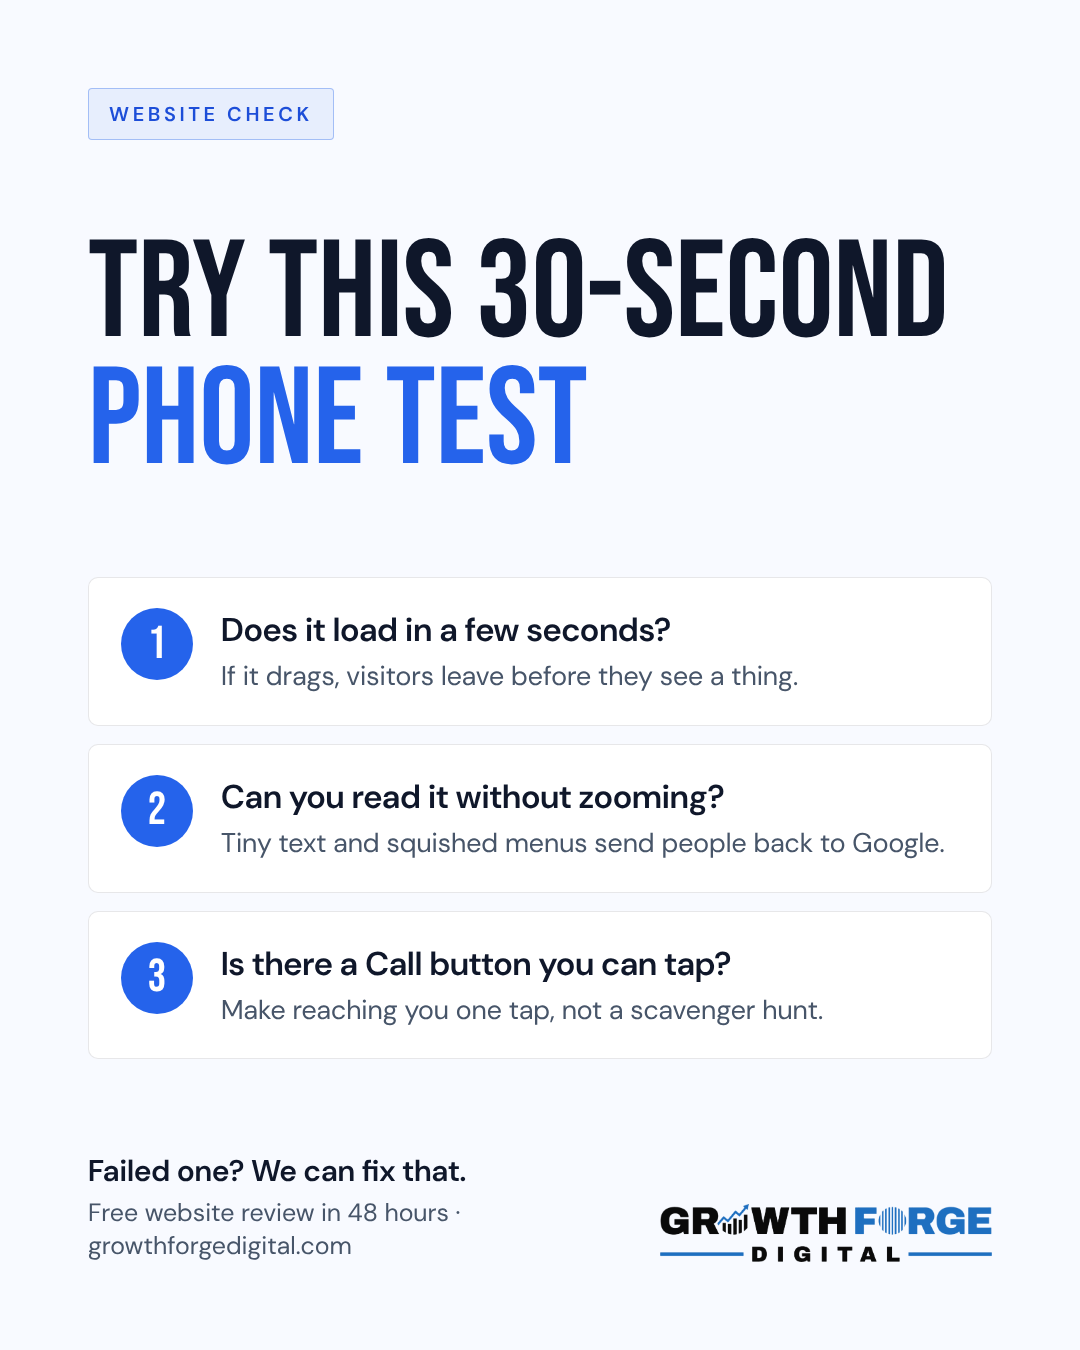 WEBSITE CHECK
TRY THIS 30-SECOND
PHONE TEST
1
Does it load in a few seconds?
If it drags, visitors leave before they see a thing.
2
Can you read it without zooming?
Tiny text and squished menus send people back to Google.
3
Is there a Call button you can tap?
Make reaching you one tap, not a scavenger hunt.
Failed one? We can fix that.
Free website review in 48 hours ·
growthforgedigital.com
GROWTH FORGE
DIGITAL